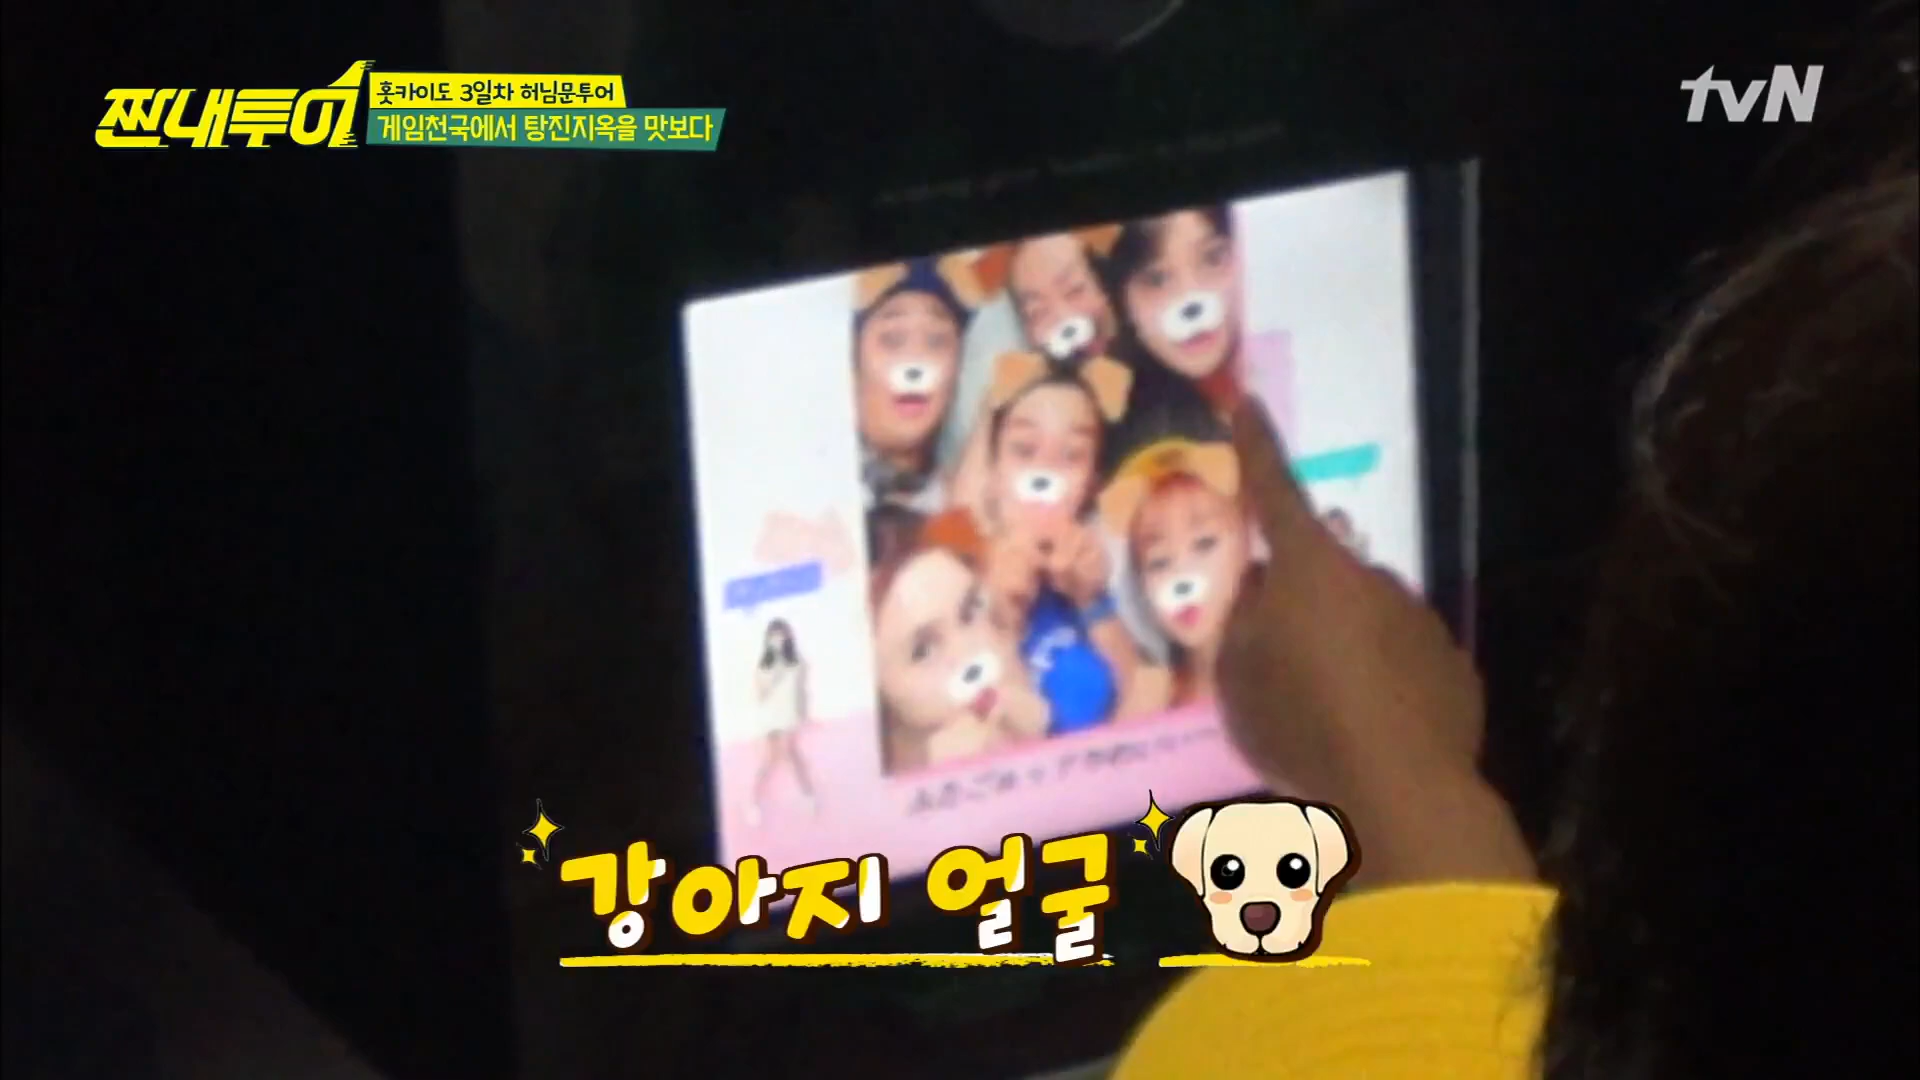 짠내투어
홋카이도 3일차 허님문투어
게임천국에서 탕진지옥을 맛보다
tvN
강아지 얼굴